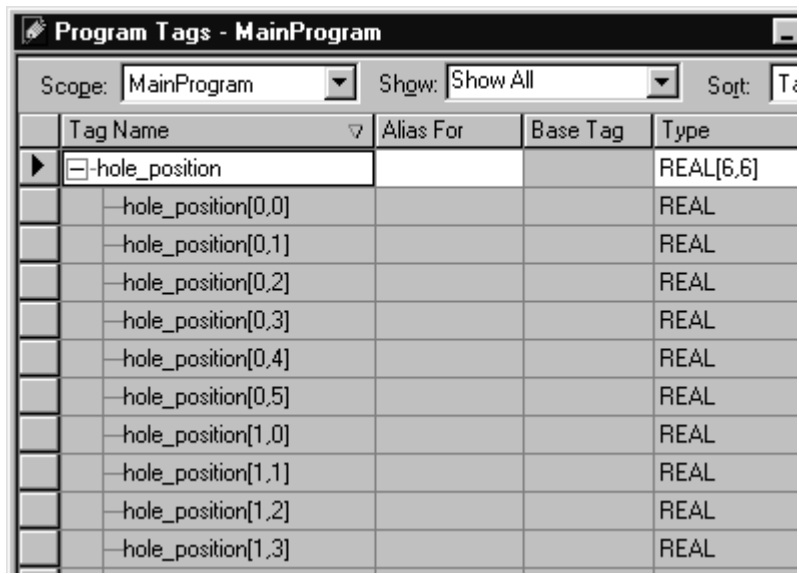 Program Tags - MainProgram
Scope: MainProgram Show: Show All Sort:
Tag Name Alias For Base Tag Type
hole_position REAL[6,6]
hole_position[0,0] REAL
hole_position[0,1] REAL
hole_position[0,2] REAL
hole_position[0,3] REAL
hole_position[0,4] REAL
hole_position[0,5] REAL
hole_position[1,0] REAL
hole_position[1,1] REAL
hole_position[1,2] REAL
hole_position[1,3] REAL